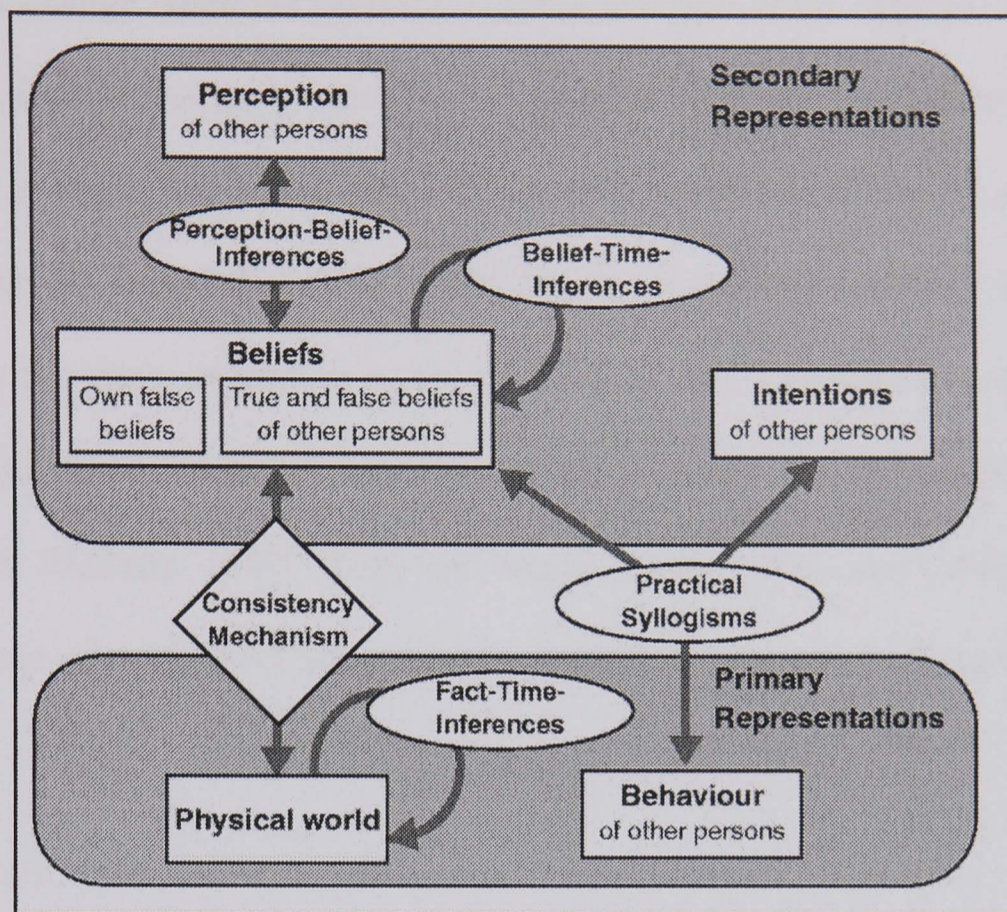 Secondary
Representations
Perception
of other persons
Perception-Belief-
Inferences
Belief-Time-
Inferences
Beliefs
Own false
beliefs
True and false beliefs
of other persons
Intentions
of other persons
Consistency
Mechanism
Practical
Syllogisms
Primary
Representations
Fact-Time-
Inferences
Physical world
Behaviour
of other persons